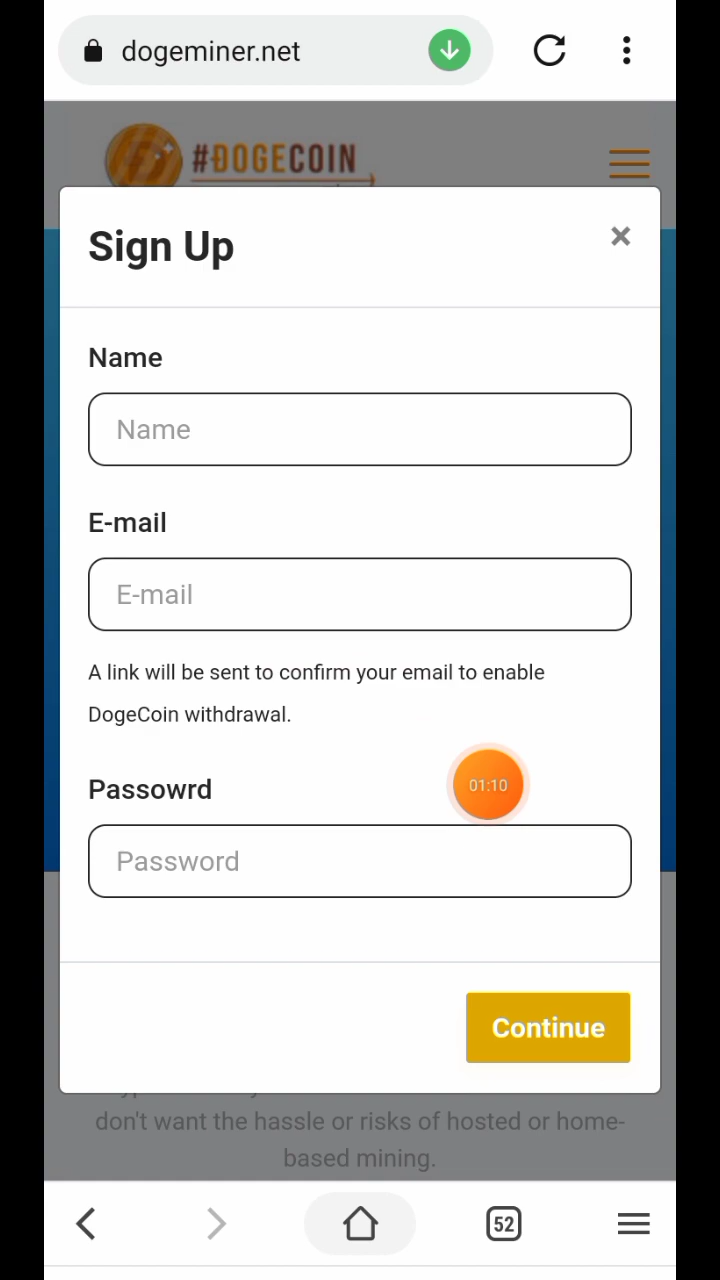 dogeminer.net
#DOGECOIN
Sign Up
×
Name
Name
E-mail
E-mail
A link will be sent to confirm your email to enable
DogeCoin withdrawal.
Passowrd
01:10
Password
Continue
don't want the hassle or risks of hosted or home-
based mining.
52